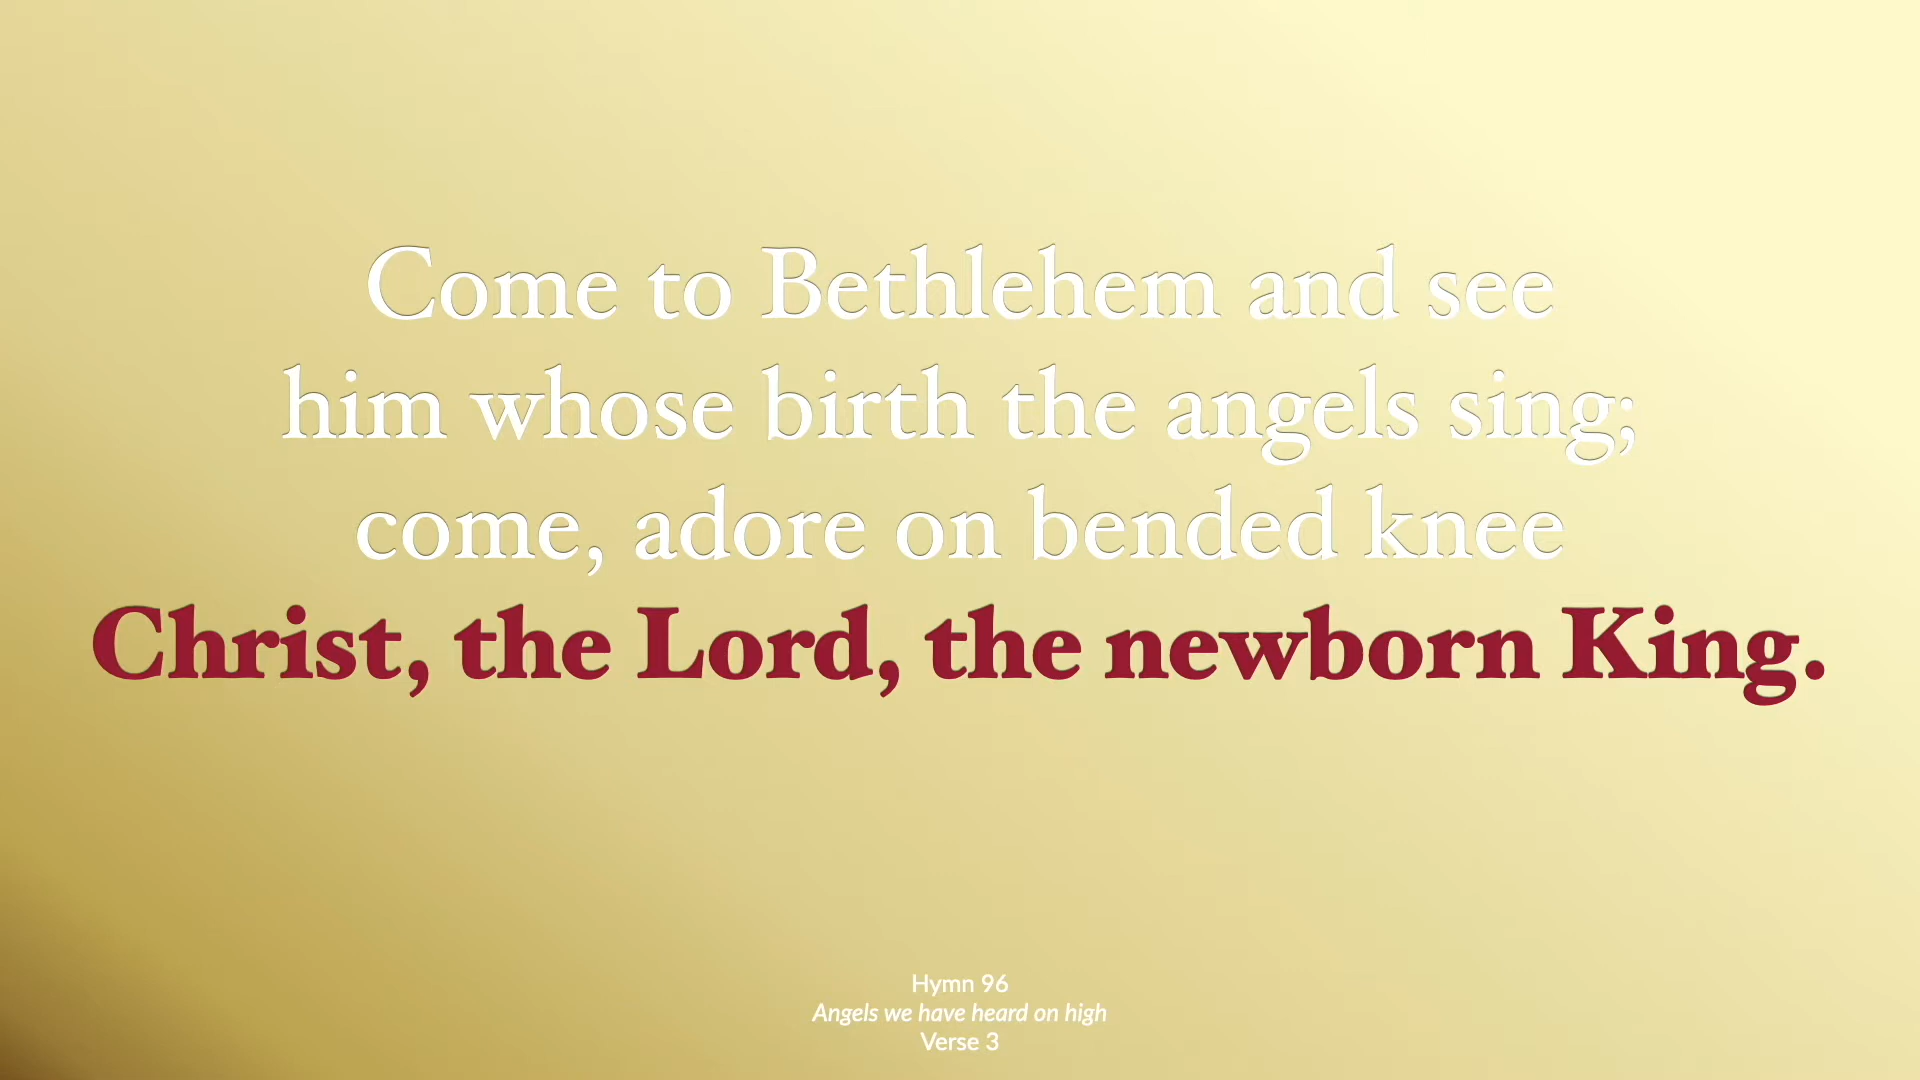 Come to Bethlehem and see
him whose birth the angels sing;
come, adore on bended knee
Christ, the Lord, the newborn King.
Hymn 96
Angels we have heard on high
Verse 3